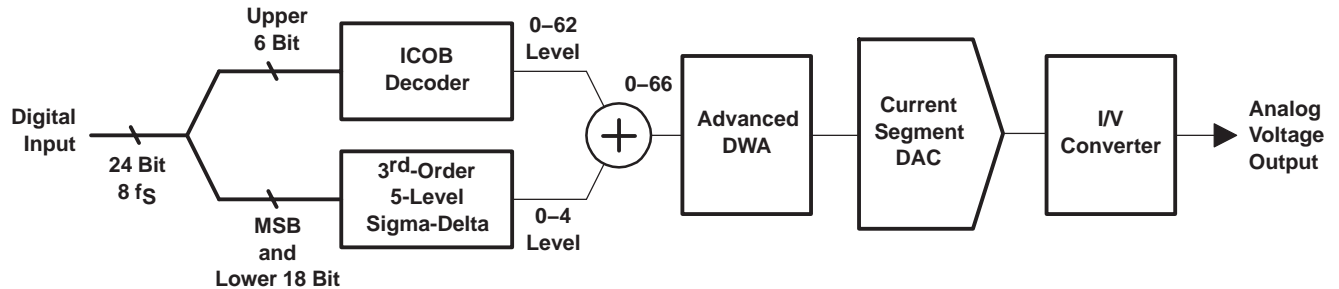 Upper
6 Bit
ICOB
Decoder
0–62
Level
0–66
Digital
Input
24 Bit
8 fS
MSB
and
Lower 18 Bit
3rd-Order
5-Level
Sigma-Delta
0–4
Level
+
Advanced
DWA
Current
Segment
DAC
I/V
Converter
Analog
Voltage
Output